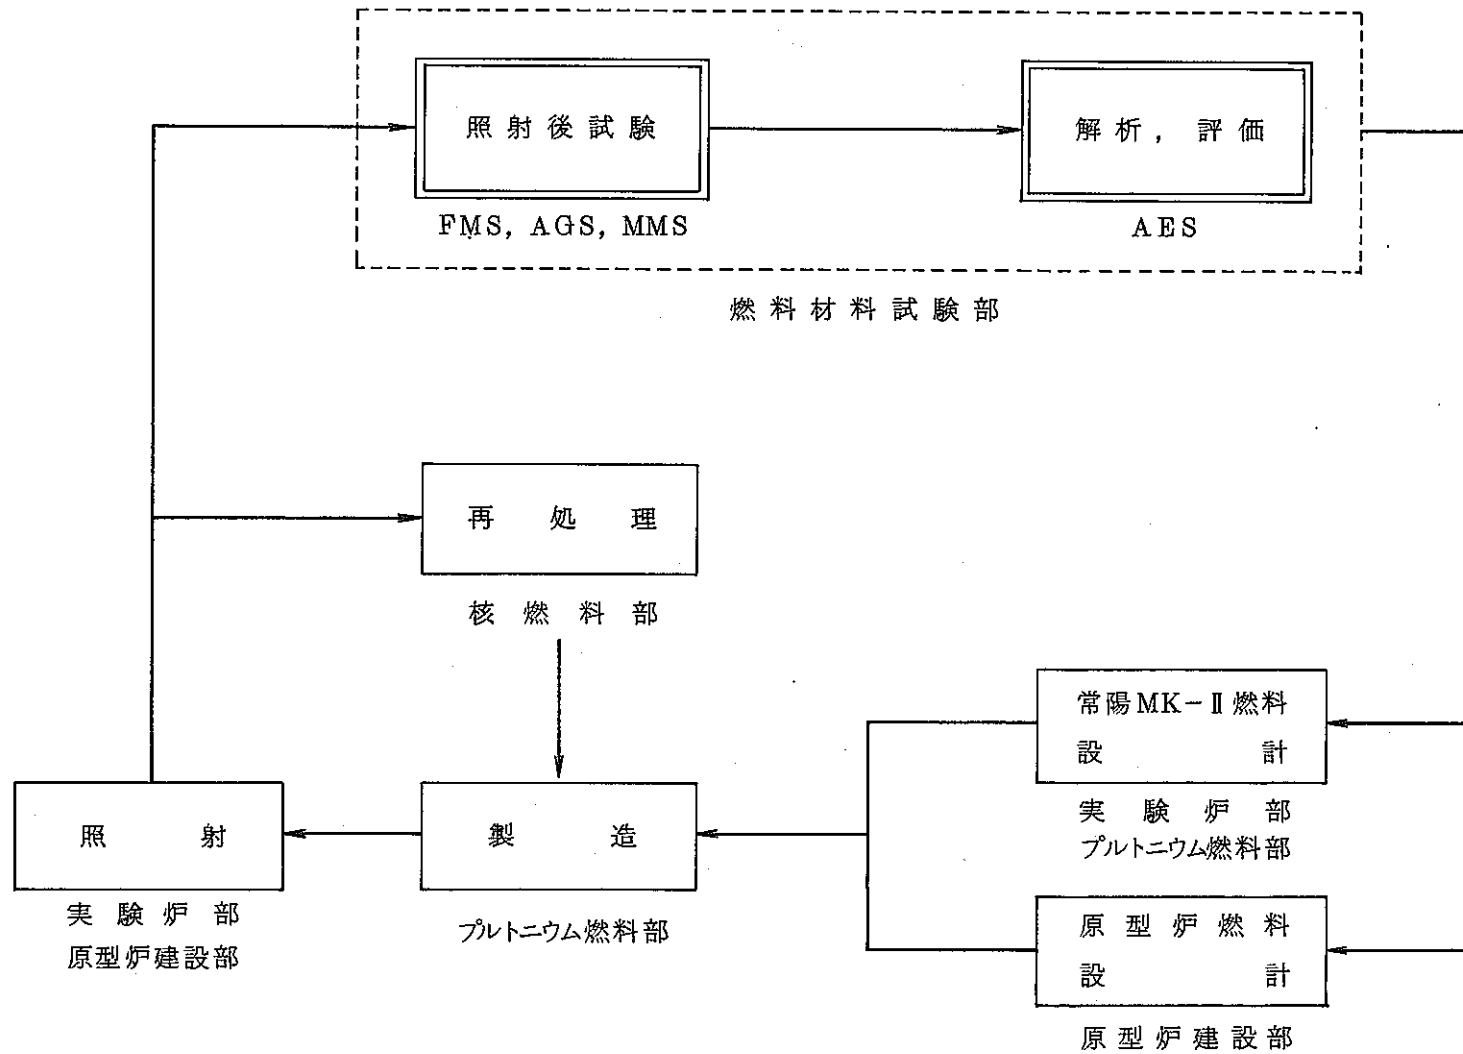 照射後試験
解析，評価
FMS, AGS, MMS
AES
燃料材料試験部
再処理
核燃料部
常陽MK-Ⅱ燃料
設計
実験炉部
プルトニウム燃料部
照射
製造
実験炉部
原型炉建設部
プルトニウム燃料部
原型炉燃料
設計
原型炉建設部